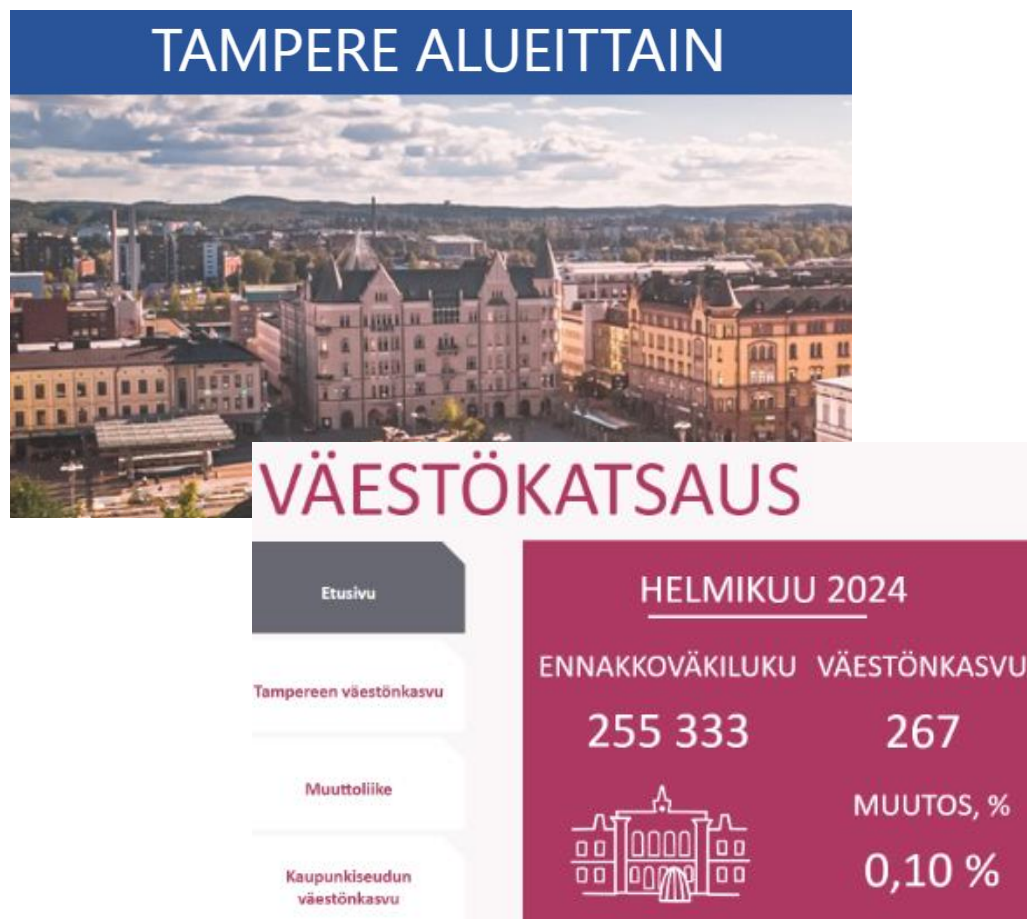 TAMPERE ALUEITTAIN
VÄESTÖKATSAUS
Etusivu
Tampereen väestönkasvu
Muuttoliike
Kaupunkiseudun
väestönkasvu
HELMIKUU 2024
ENNAKKOVÄKILUKU VÄESTÖNKASVU
255 333 267
MUUTOS, %
0,10 %